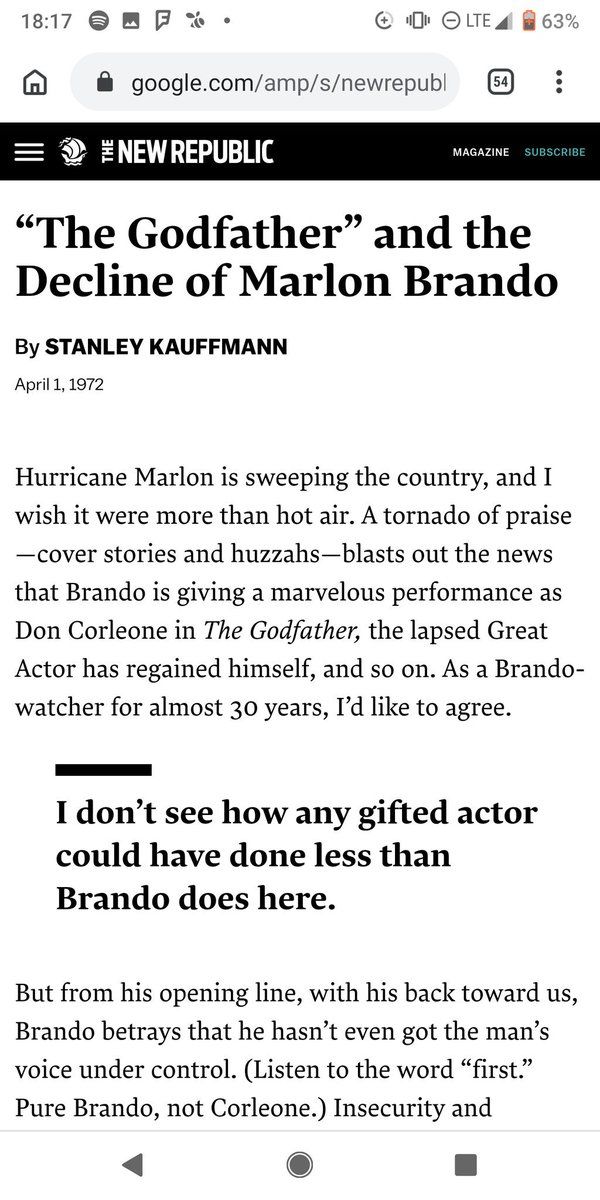 18:17 LTE 63%
google.com/amp/s/newrepubl 54
THE NEW REPUBLIC MAGAZINE SUBSCRIBE
“The Godfather” and the
Decline of Marlon Brando
By STANLEY KAUFFMANN
April 1, 1972
Hurricane Marlon is sweeping the country, and I
wish it were more than hot air. A tornado of praise
—cover stories and huzzahs—blasts out the news
that Brando is giving a marvelous performance as
Don Corleone in The Godfather, the lapsed Great
Actor has regained himself, and so on. As a Brando-
watcher for almost 30 years, I’d like to agree.
I don’t see how any gifted actor
could have done less than
Brando does here.
But from his opening line, with his back toward us,
Brando betrays that he hasn’t even got the man’s
voice under control. (Listen to the word “first.”
Pure Brando, not Corleone.) Insecurity and